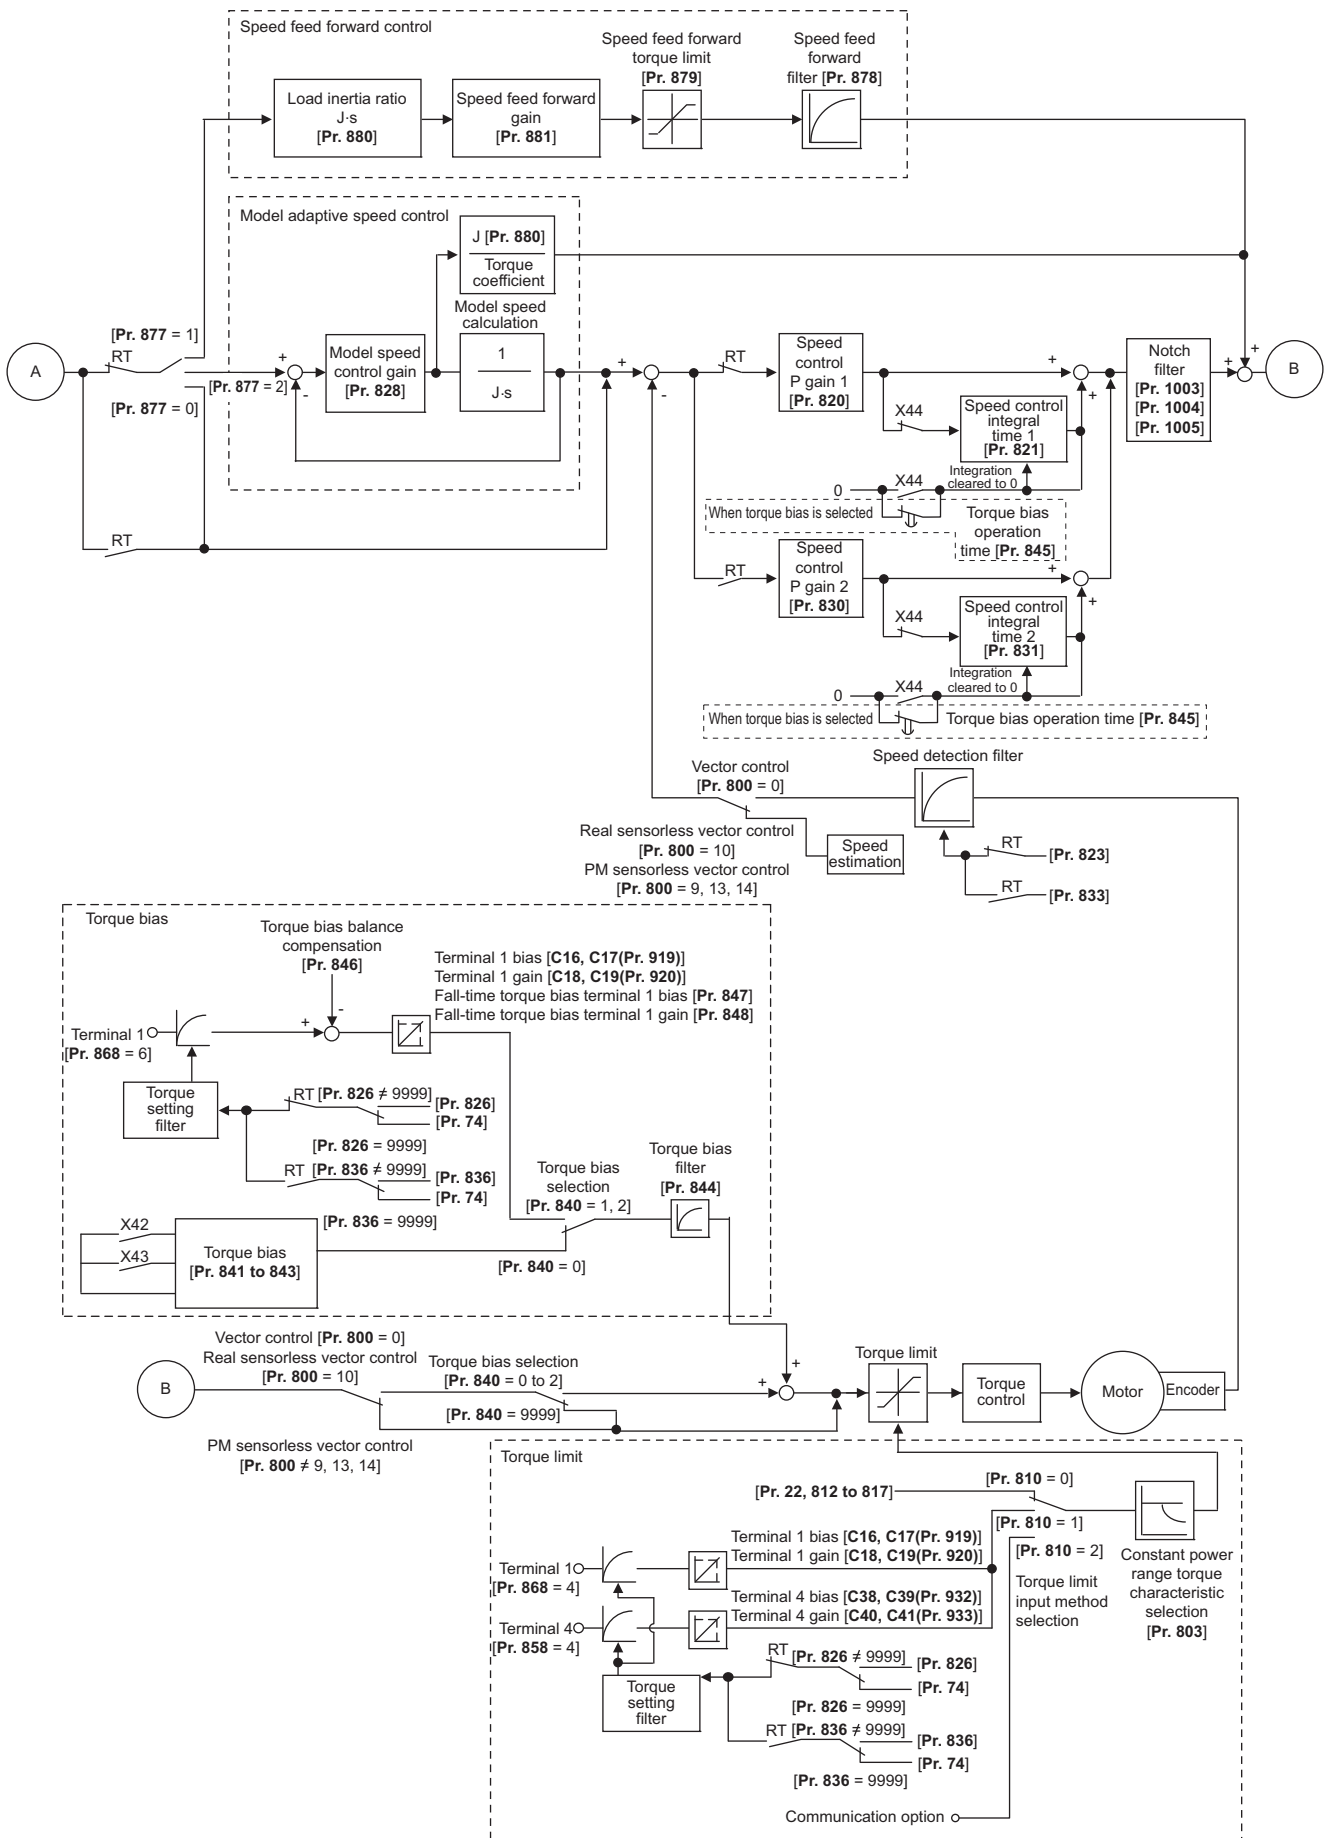 Speed feed forward control
Speed feed forward
torque limit
[Pr. 879]
Speed feed
forward
filter [Pr. 878]
Load inertia ratio
J·s
[Pr. 880]
Speed feed forward
gain
[Pr. 881]
Model adaptive speed control
J [Pr. 880]
Torque
coefficient
Model speed
calculation
[Pr. 877 = 1]
RT
A
[Pr. 877 = 2]
[Pr. 877 = 0]
+
-
Model speed
control gain
[Pr. 828]
1
J·s
RT
+
-
RT
Speed
control
P gain 1
[Pr. 820]
+
+
X44
Speed control
integral
time 1
[Pr. 821]
Notch
filter
[Pr. 1003]
[Pr. 1004]
[Pr. 1005]
+
+
B
Integration
cleared to 0
0
X44
When torque bias is selected
Torque bias
operation
time [Pr. 845]
RT
Speed
control
P gain 2
[Pr. 830]
+
+
X44
Speed control
integral
time 2
[Pr. 831]
Integration
cleared to 0
0
X44
When torque bias is selected
Torque bias operation time [Pr. 845]
Speed detection filter
Vector control
[Pr. 800 = 0]
Real sensorless vector control
[Pr. 800 = 10]
PM sensorless vector control
[Pr. 800 = 9, 13, 14]
Speed
estimation
RT
[Pr. 823]
RT
[Pr. 833]
Torque bias
Torque bias balance
compensation
[Pr. 846]
Terminal 1 bias [C16, C17(Pr. 919)]
Terminal 1 gain [C18, C19(Pr. 920)]
Fall-time torque bias terminal 1 bias [Pr. 847]
Fall-time torque bias terminal 1 gain [Pr. 848]
-
+
Terminal 1
[Pr. 868 = 6]
Torque
setting
filter
RT [Pr. 826 ≠ 9999]
[Pr. 826]
[Pr. 74]
[Pr. 826 = 9999]
RT [Pr. 836 ≠ 9999]
[Pr. 836]
[Pr. 74]
[Pr. 836 = 9999]
Torque bias
selection
[Pr. 840 = 1, 2]
Torque bias
filter
[Pr. 844]
X42
X43
Torque bias
[Pr. 841 to 843]
[Pr. 840 = 0]
Vector control [Pr. 800 = 0]
Real sensorless vector control
[Pr. 800 = 10]
B
Torque bias selection
[Pr. 840 = 0 to 2]
[Pr. 840 = 9999]
PM sensorless vector control
[Pr. 800 ≠ 9, 13, 14]
+
+
Torque limit
Torque
control
Motor
Encoder
Torque limit
[Pr. 22, 812 to 817]
[Pr. 810 = 0]
[Pr. 810 = 1]
[Pr. 810 = 2]
Torque limit
input method
selection
Constant power
range torque
characteristic
selection
[Pr. 803]
Terminal 1 bias [C16, C17(Pr. 919)]
Terminal 1 gain [C18, C19(Pr. 920)]
Terminal 1
[Pr. 868 = 4]
Terminal 4 bias [C38, C39(Pr. 932)]
Terminal 4 gain [C40, C41(Pr. 933)]
Terminal 4
[Pr. 858 = 4]
Torque
setting
filter
RT [Pr. 826 ≠ 9999]
[Pr. 826]
[Pr. 74]
[Pr. 826 = 9999]
RT [Pr. 836 ≠ 9999]
[Pr. 836]
[Pr. 74]
[Pr. 836 = 9999]
Communication option